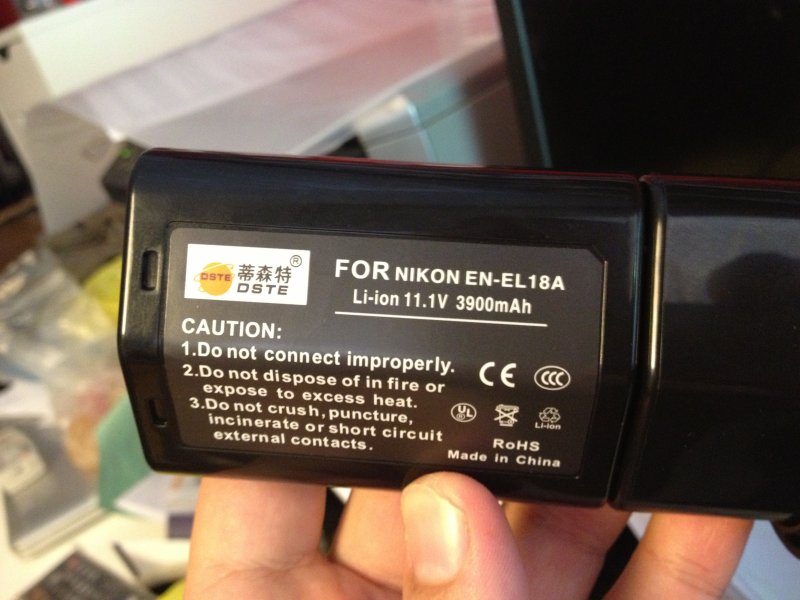 DSTE 蒂森特®
DSTE
FOR NIKON EN-EL18A
Li-ion 11.1V 3900mAh
CAUTION:
1.Do not connect improperly.
2.Do not dispose of in fire or
expose to excess heat.
3.Do not crush, puncture,
incinerate or short circuit
external contacts.
CE CCC
UL Li-ion
RoHS
Made in China